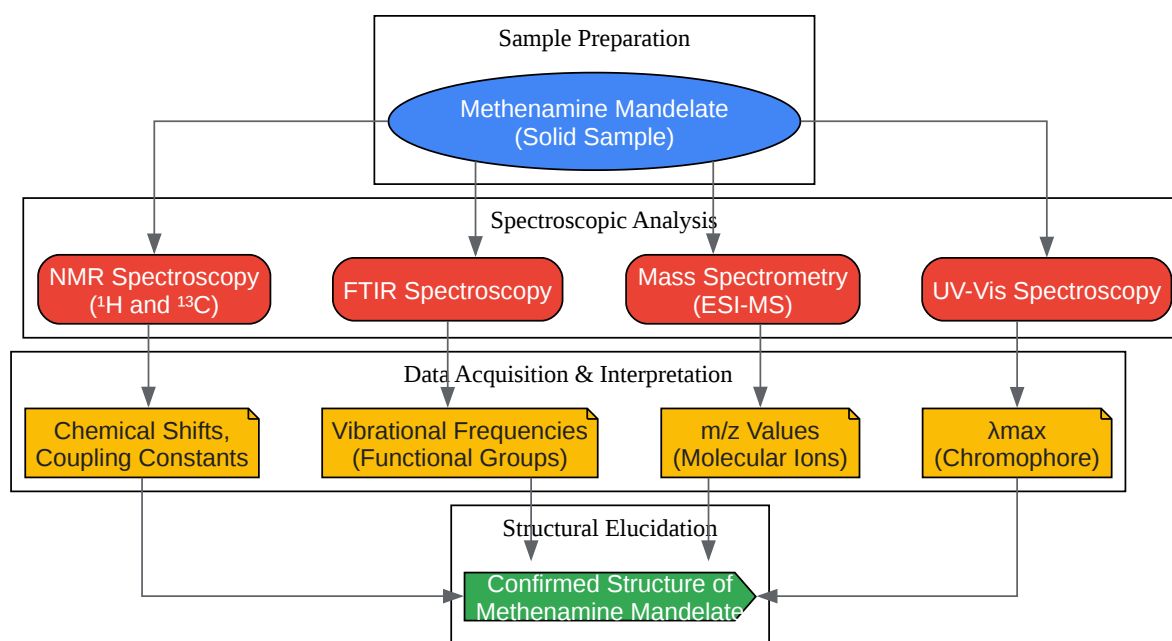 Sample Preparation
Methenamine Mandelate
(Solid Sample)
Spectroscopic Analysis
NMR Spectroscopy
(¹H and ¹³C)
FTIR Spectroscopy
Mass Spectrometry
(ESI-MS)
UV-Vis Spectroscopy
Data Acquisition & Interpretation
Chemical Shifts,
Coupling Constants
Vibrational Frequencies
(Functional Groups)
m/z Values
(Molecular Ions)
λmax
(Chromophore)
Structural Elucidation
Confirmed Structure of
Methenamine Mandelate